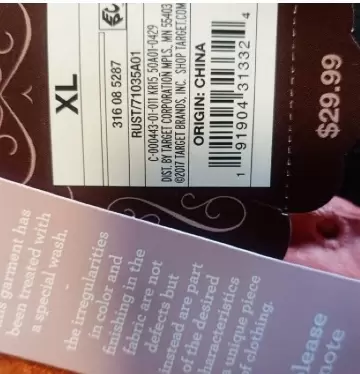 XL
316 08 5287
RUST/71035A01
C-000443-01-011 KR15 50A01-0429
DIST. BY TARGET CORPORATION MPLS, MN 55403
©2017 TARGET BRANDS, INC. SHOP TARGET.COM
ORIGIN: CHINA
1 91904 31332 4
$29.99
garment has
been treated with
a special wash.
the irregularities
in color and
finishing in the
fabric are not
defects but
instead are part
of the desired
characteristics
unique piece
of clothing.
note